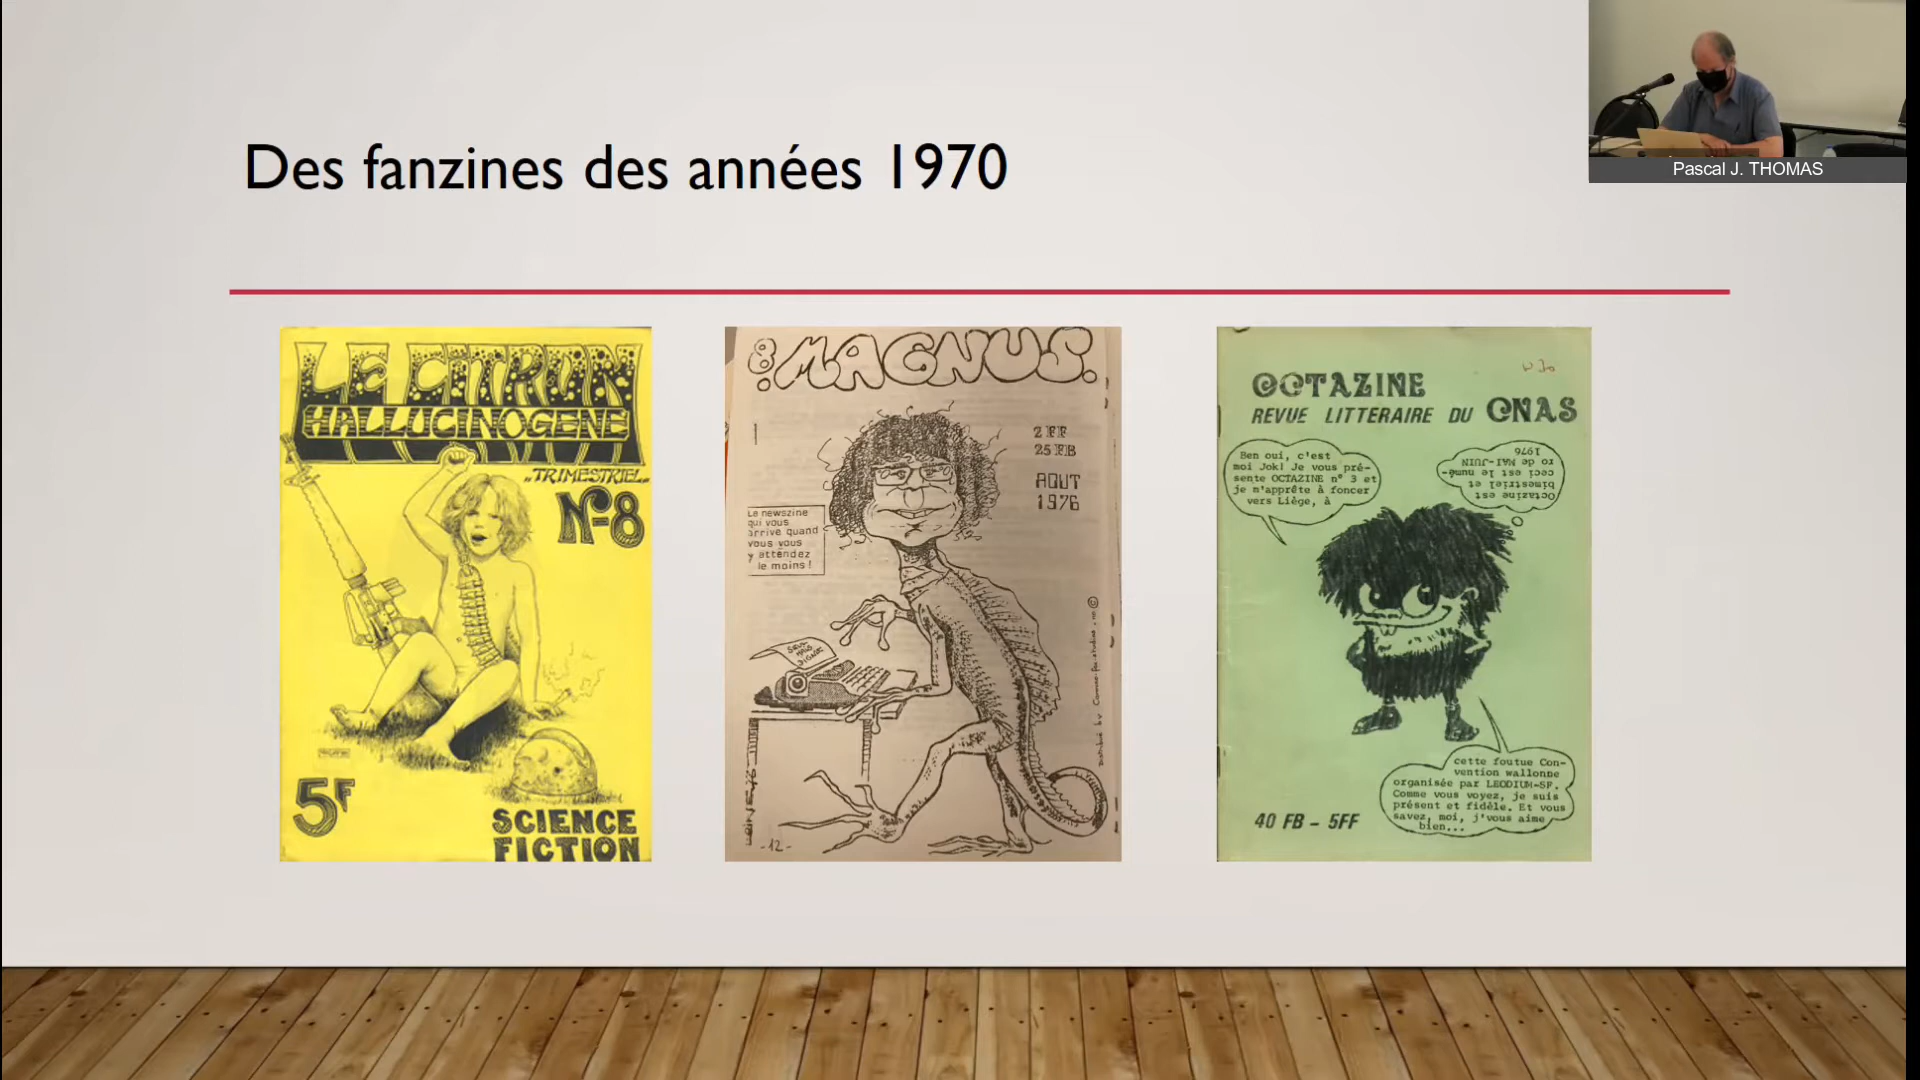 Des fanzines des années 1970
Pascal J. THOMAS
LE CITRON
HALLUCINOGENE
"TRIMESTRIEL"
N=8
5F
SCIENCE
FICTION
8 MAGNUS.
2 FF
25 FB
AOUT
1976
Le newszine
qui vous
arrive quand
vous vous
y attendez
le moins !
-12-
OCTAZINE
REVUE LITTERAIRE DU CNAS
Ben oui, c'est
moi Jok! Je vous pré-
sente OCTAZINE n° 3 et
je m'apprête à foncer
vers Liège, à
Octazine est
bimestriel et
ceci est le numé-
ro de MAI-JUIN
1976
cette foutue Con-
vention wallonne
organisée par LEODIUM-SF.
Comme vous voyez, je suis
présent et fidèle. Et vous
savez, moi, j'vous aime
bien...
40 FB - 5FF